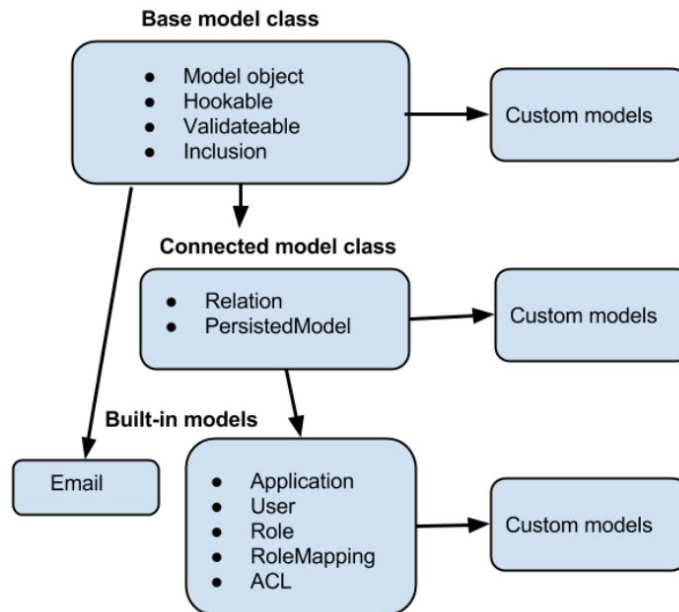 Base model class
● Model object
● Hookable
● Validateable
● Inclusion
Custom models
Connected model class
● Relation
● PersistedModel
Custom models
Built-in models
Email
● Application
● User
● Role
● RoleMapping
● ACL
Custom models